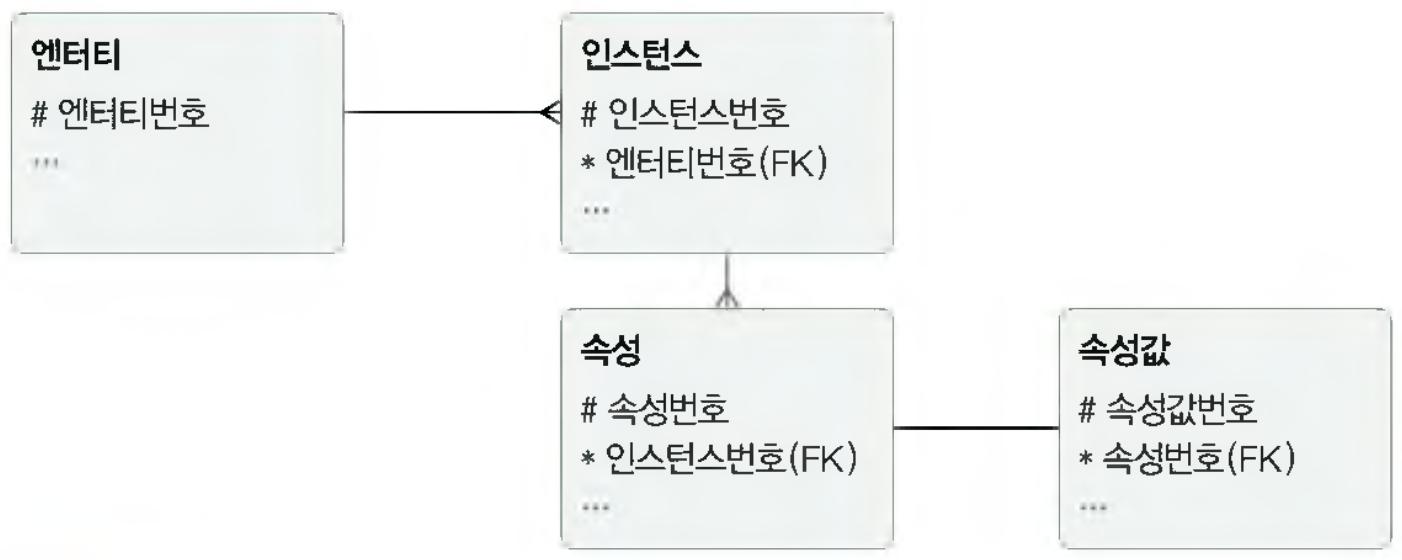 엔터티
# 엔터티번호
...
인스턴스
# 인스턴스번호
* 엔터티번호(FK)
...
속성
# 속성번호
* 인스턴스번호(FK)
...
속성값
# 속성값번호
* 속성번호(FK)
...